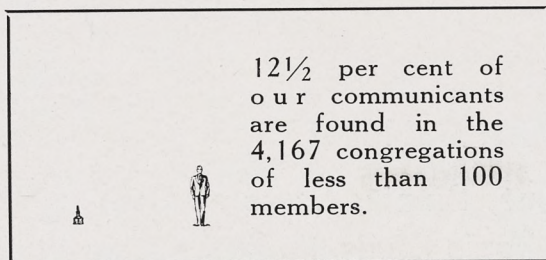 12½ per cent of
our communicants
are found in the
4,167 congregations
of less than 100
members.